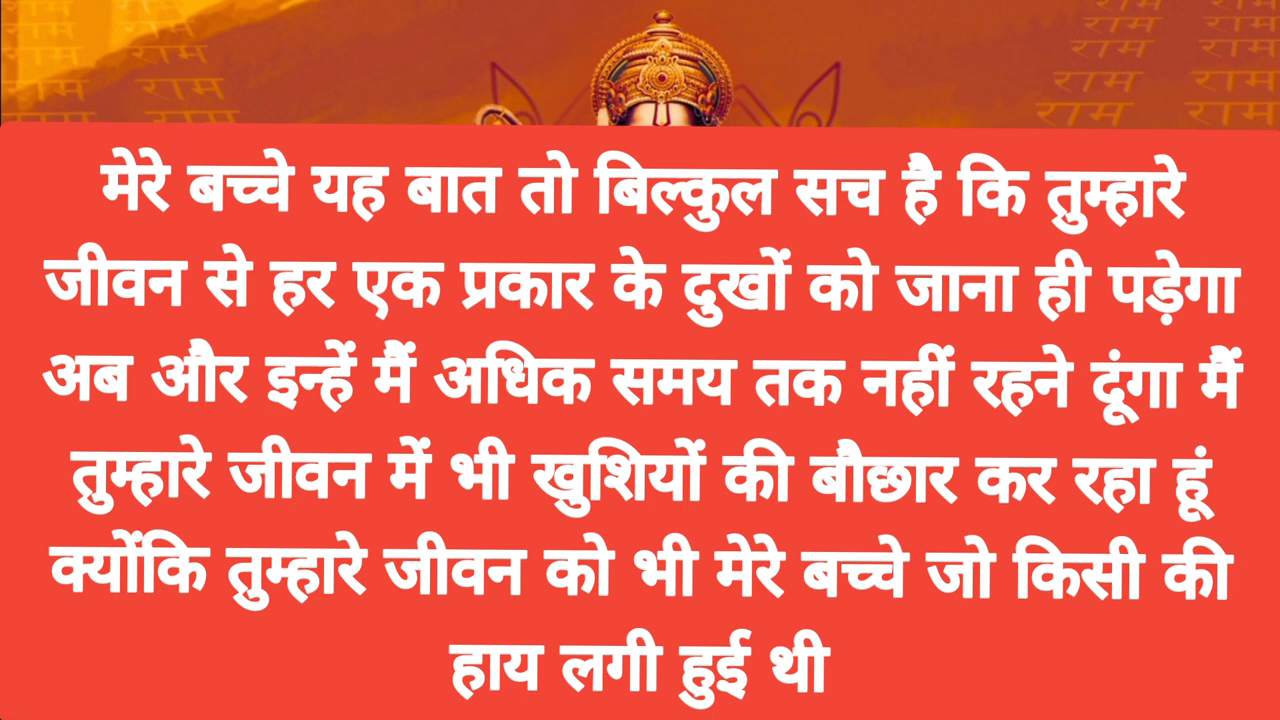 राम राम
राम राम
राम राम
राम राम
राम राम
राम राम
राम राम
मेरे बच्चे यह बात तो बिल्कुल सच है कि तुम्हारे
जीवन से हर एक प्रकार के दुखों को जाना ही पड़ेगा
अब और इन्हें मैं अधिक समय तक नहीं रहने दूंगा मैं
तुम्हारे जीवन में भी खुशियों की बौछार कर रहा हूं
क्योंकि तुम्हारे जीवन को भी मेरे बच्चे जो किसी की
हाय लगी हुई थी